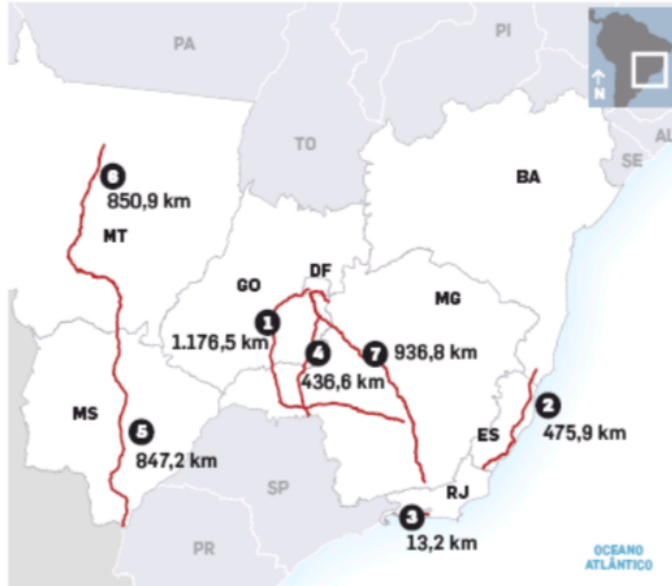 PA
PI
N
TO
AL
SE
BA
6
850,9 km
MT
DF
GO
MG
1
1.176,5 km
4
436,6 km
7
936,8 km
MS
5
847,2 km
2
475,9 km
ES
SP
RJ
3
13,2 km
PR
OCEANO
ATLÂNTICO